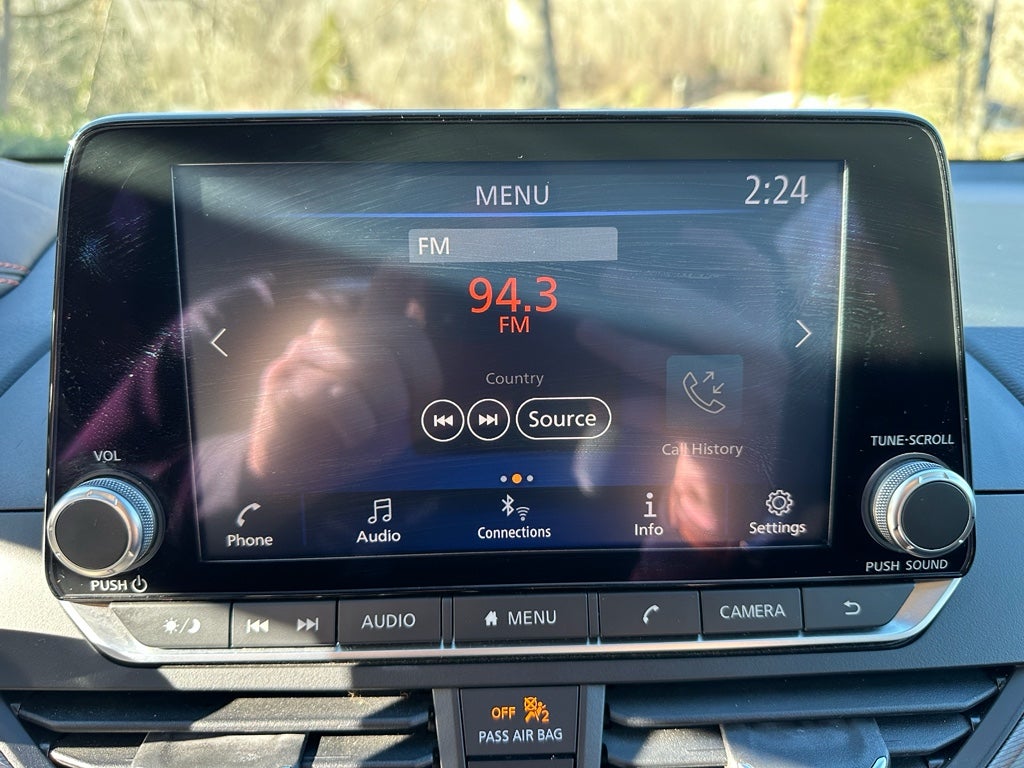 MENU
2:24
FM
94.3
FM
Country
Source
Call History
VOL
TUNE·SCROLL
Phone
Audio
Connections
Info
Settings
PUSH
PUSH SOUND
AUDIO
MENU
CAMERA
OFF
2
PASS AIR BAG